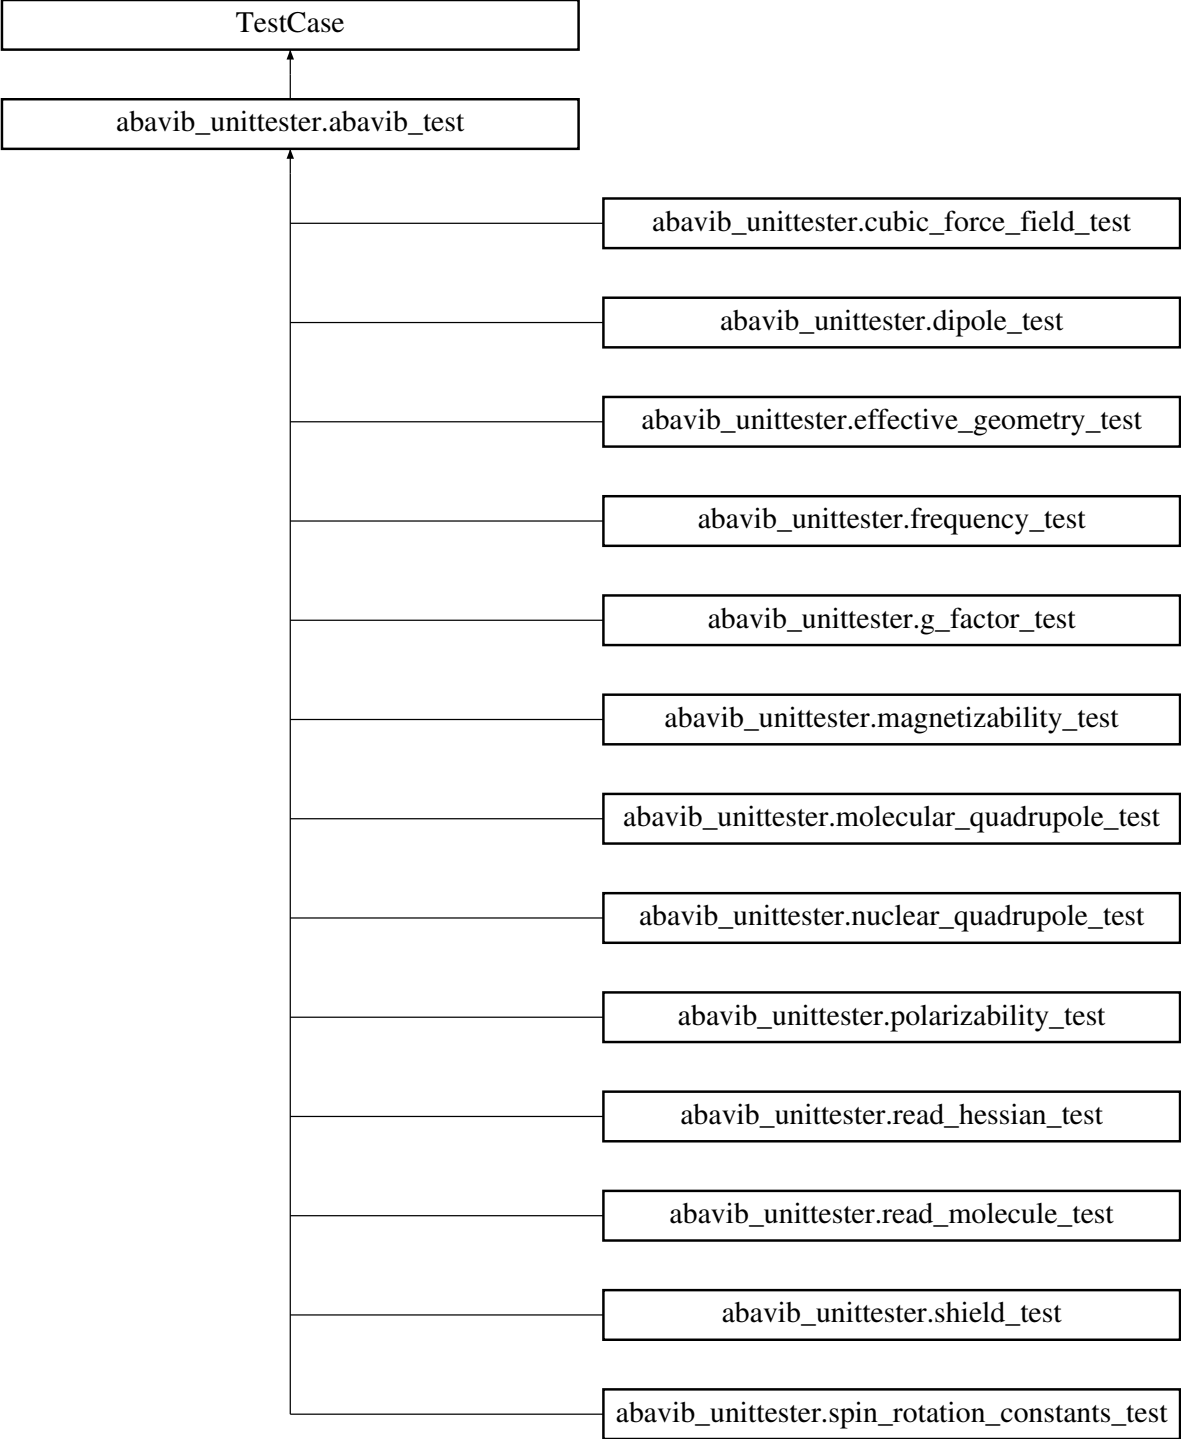 TestCase
abavib_unittester.abavib_test
abavib_unittester.cubic_force_field_test
abavib_unittester.dipole_test
abavib_unittester.effective_geometry_test
abavib_unittester.frequency_test
abavib_unittester.g_factor_test
abavib_unittester.magnetizability_test
abavib_unittester.molecular_quadrupole_test
abavib_unittester.nuclear_quadrupole_test
abavib_unittester.polarizability_test
abavib_unittester.read_hessian_test
abavib_unittester.read_molecule_test
abavib_unittester.shield_test
abavib_unittester.spin_rotation_constants_test